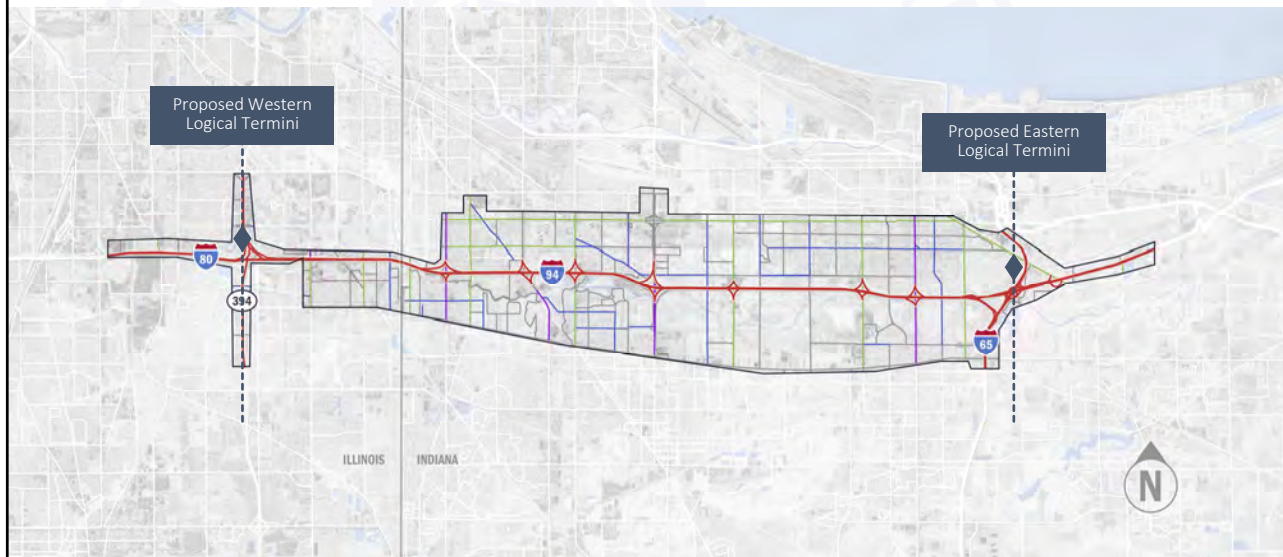 Proposed Western
Logical Termini
Proposed Eastern
Logical Termini
80
94
394
65
ILLINOIS
INDIANA
N